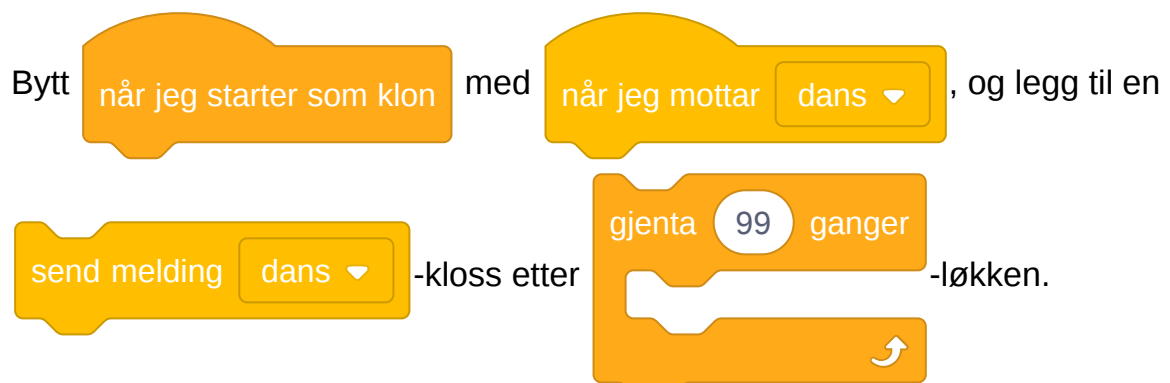 Bytt når jeg starter som klon med når jeg mottar dans , og legg til en
send melding dans -kloss etter gjenta 99 ganger -løkken.